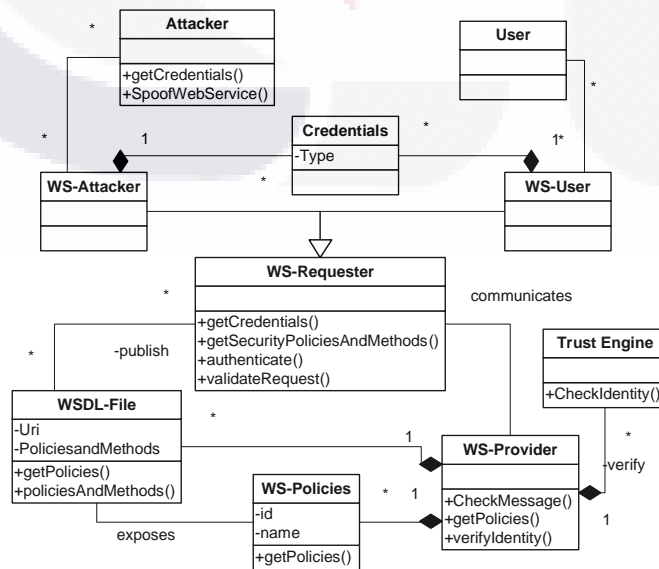 Attacker
+getCredentials()
+SpoofWebService()
User
*
*
*
*
1
Credentials
-Type
*
*
1*
WS-Attacker
WS-User
WS-Requester
+getCredentials()
+getSecurityPoliciesAndMethods()
+authenticate()
+validateRequest()
*
*
-publish
communicates
Trust Engine
+CheckIdentity()
WSDL-File
-Uri
-PoliciesandMethods
+getPolicies()
+policiesAndMethods()
*
1
WS-Provider
+CheckMessage()
+getPolicies()
+verifyIdentity()
*
-verify
1
WS-Policies
-id
-name
+getPolicies()
*
1
exposes